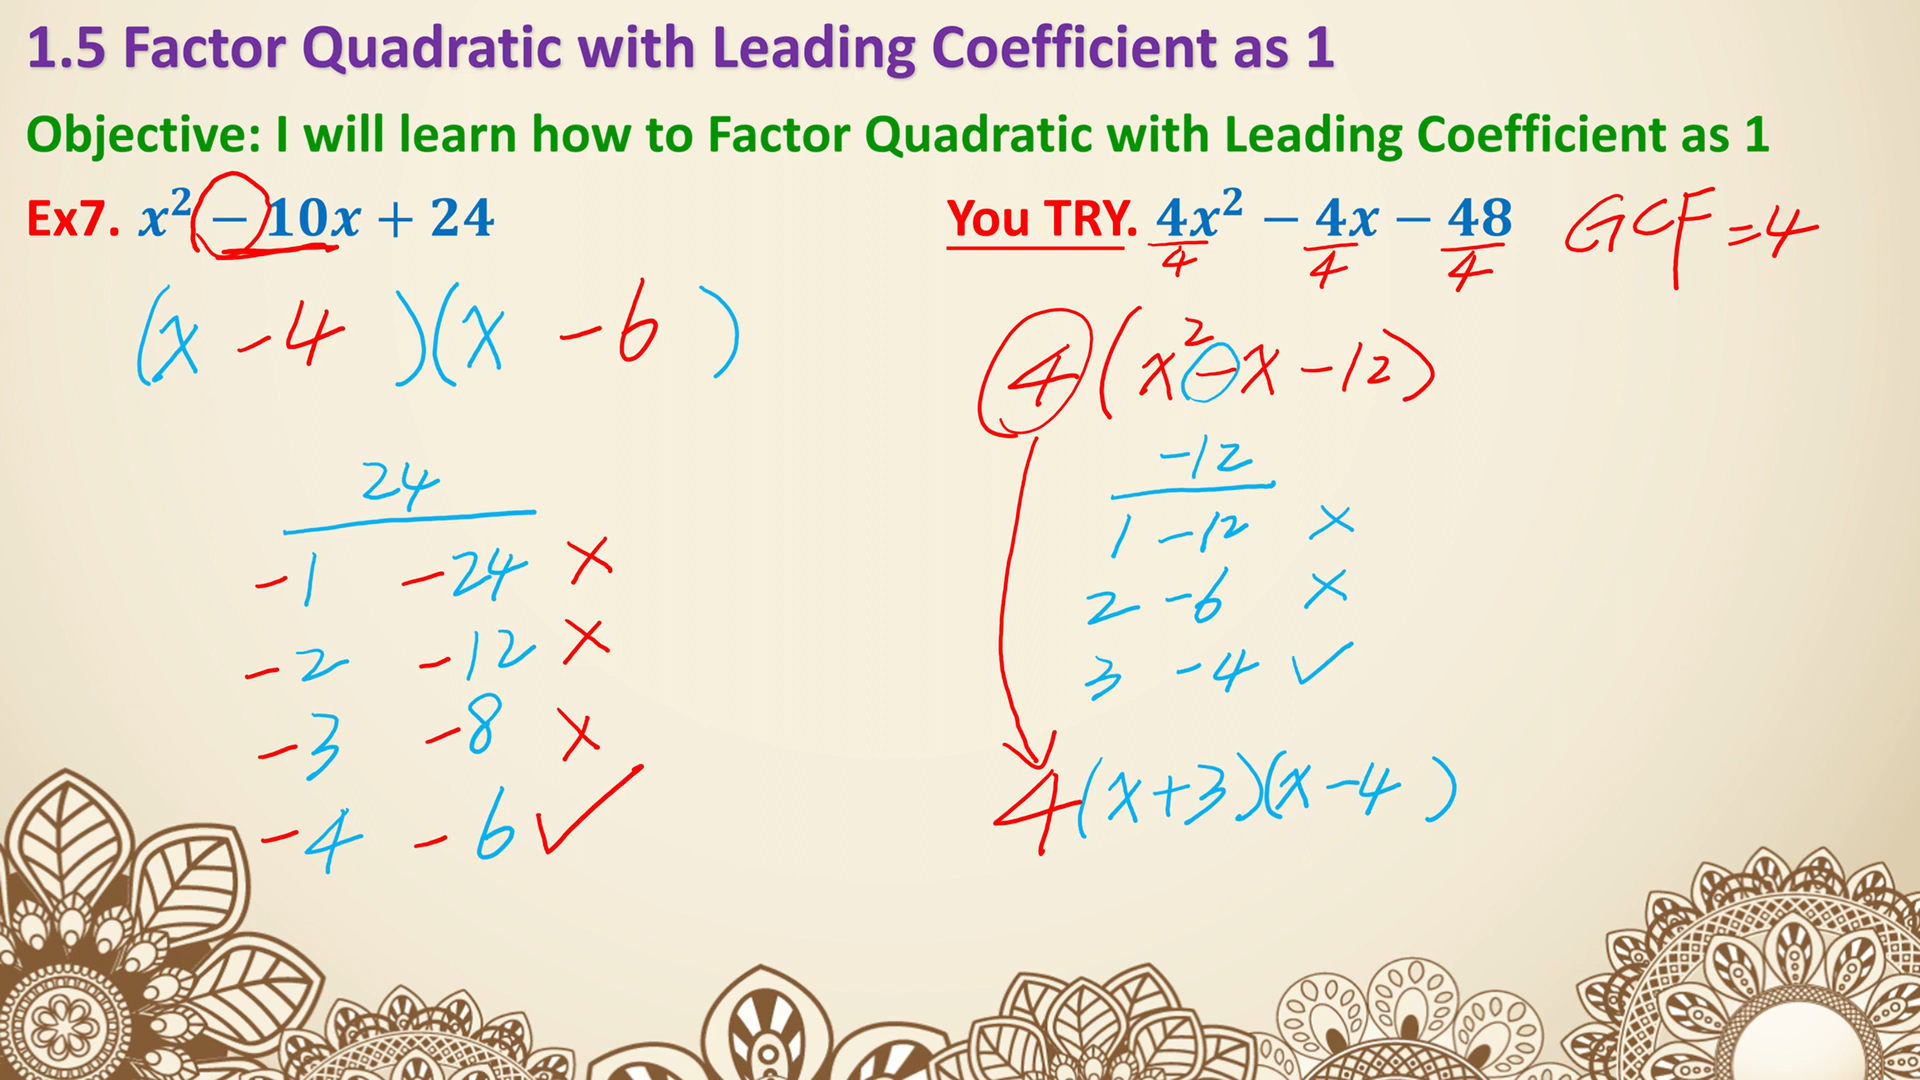 1.5 Factor Quadratic with Leading Coefficient as 1
Objective: I will learn how to Factor Quadratic with Leading Coefficient as 1
Ex7. x² − 10x + 24
(x - 4 )(x - 6 )
24
-1 -24 ×
-2 -12 ×
-3 -8 ×
-4 -6 ✓
You TRY. 4x² − 4x − 48 GCF = 4
4 4 4
4(x² - x - 12)
-12
1 -12 ×
2 -6 ×
3 -4 ✓
4(x+3)(x-4 )